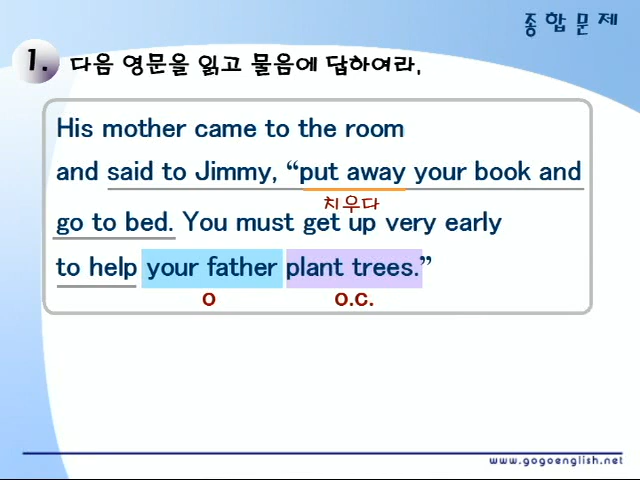 종합문제
1. 다음 영문을 읽고 물음에 답하여라.
His mother came to the room
and said to Jimmy, “put away your book and
치우다
go to bed. You must get up very early
to help your father plant trees.”
O O.C.
www.gogoenglish.net